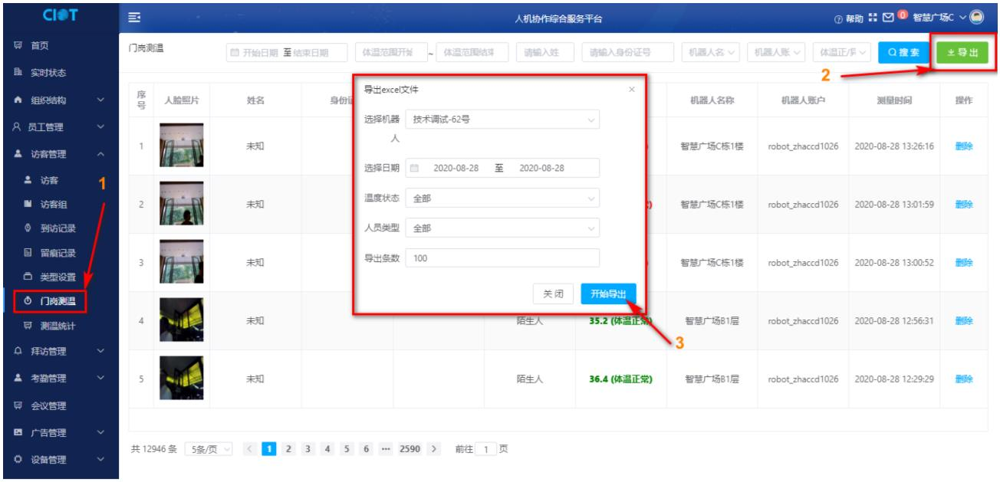 CIOT
人机协作综合服务平台
帮助
0
智慧广场C
首页
实时状态
组织结构
员工管理
访客管理
访客
访客组
到访记录
留痕记录
类型设置
门岗测温
测温统计
拜访管理
考勤管理
会议管理
广告管理
设备管理
1
门岗测温
开始日期 至 结束日期
体温范围开始 ~ 体温范围结束
请输入姓
请输入身份证号
机器人名
机器人账
体温正/
搜索
导出
2
序号 人脸照片 姓名 身份证 机器人名称 机器人账户 测量时间 操作
1 未知 智慧广场C栋1楼 robot_zhaccd1026 2020-08-28 13:26:16 删除
2 未知 智慧广场C栋1楼 robot_zhaccd1026 2020-08-28 13:01:59 删除
3 未知 智慧广场C栋1楼 robot_zhaccd1026 2020-08-28 13:00:52 删除
4 未知 陌生人 35.2 (体温正常) 智慧广场B1层 robot_zhaccd1026 2020-08-28 12:56:31 删除
5 未知 陌生人 36.4 (体温正常) 智慧广场B1层 robot_zhaccd1026 2020-08-28 12:29:29 删除
导出excel文件 ×
选择机器人 技术调试-62号
选择日期 2020-08-28 至 2020-08-28
温度状态 全部
人员类型 全部
导出条数 100
关闭 开始导出
3
共 12946 条 5条/页 < 1 2 3 4 5 6 ··· 2590 > 前往 1 页